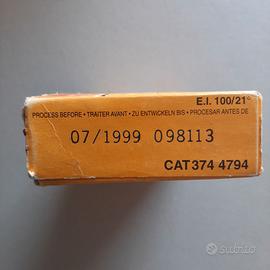 E.I. 100/21°
PROCESS BEFORE • TRAITER AVANT • ZU ENTWICKELN BIS • PROCESAR ANTES DE
07/1999 098113
CAT 374 4794
Subito